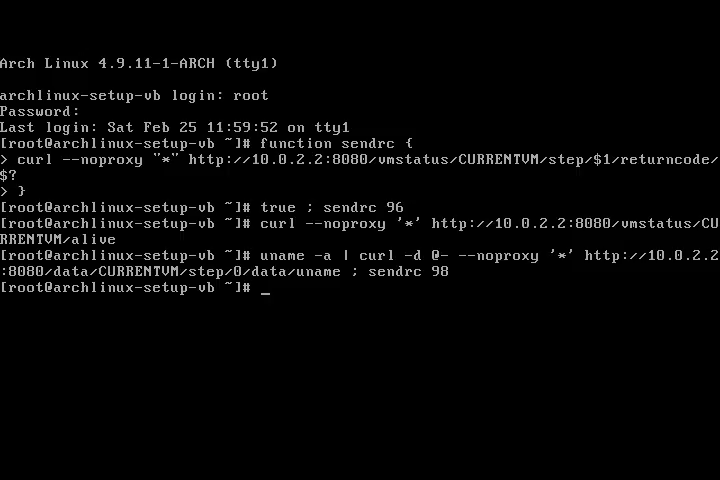 Arch Linux 4.9.11-1-ARCH (tty1)
archlinux-setup-vb login: root
Password:
Last login: Sat Feb 25 11:59:52 on tty1
[root@archlinux-setup-vb ~]# function sendrc {
> curl --noproxy "*" http://10.0.2.2:8080/vmstatus/CURRENTVM/step/$1/returncode/
$?
> }
[root@archlinux-setup-vb ~]# true ; sendrc 96
[root@archlinux-setup-vb ~]# curl --noproxy '*' http://10.0.2.2:8080/vmstatus/CU
RRENTVM/alive
[root@archlinux-setup-vb ~]# uname -a | curl -d @- --noproxy '*' http://10.0.2.2
:8080/data/CURRENTVM/step/0/data/uname ; sendrc 98
[root@archlinux-setup-vb ~]# _